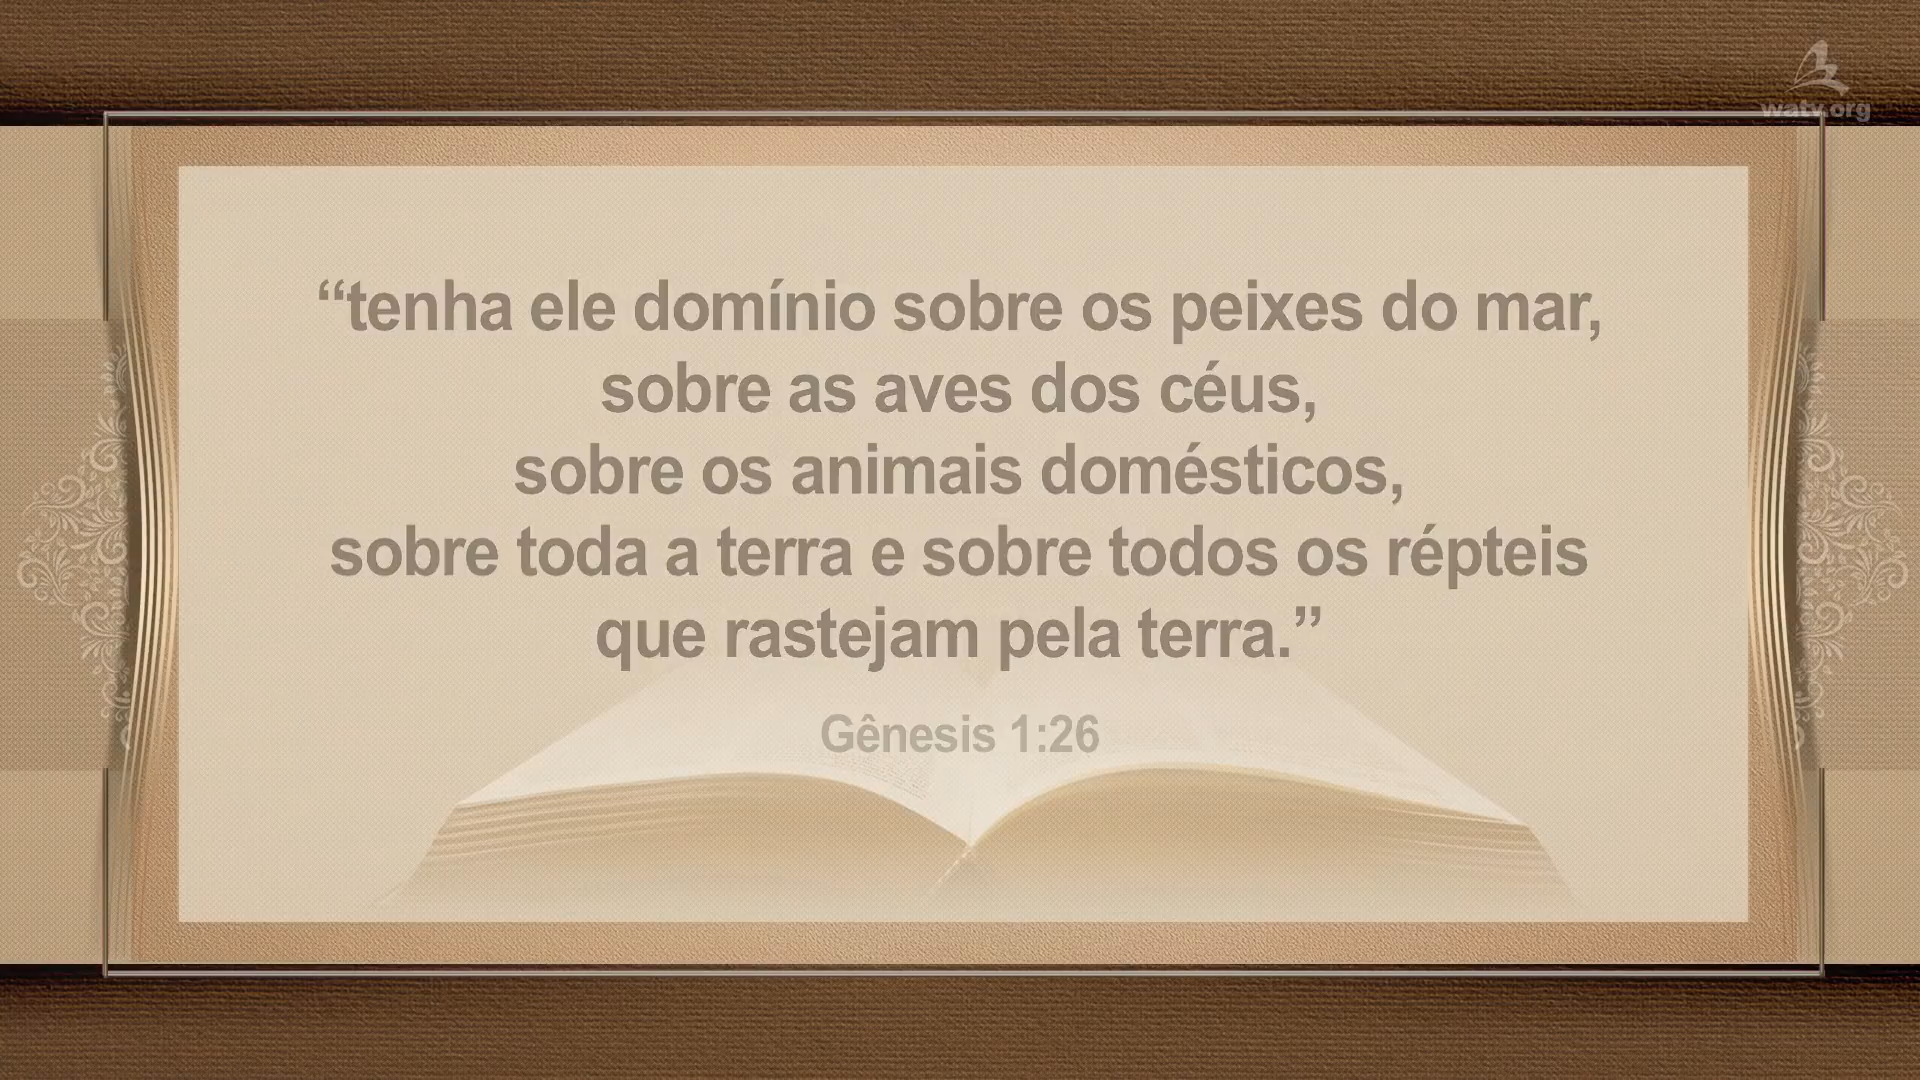 watv.org
“tenha ele domínio sobre os peixes do mar,
sobre as aves dos céus,
sobre os animais domésticos,
sobre toda a terra e sobre todos os répteis
que rastejam pela terra.”
Gênesis 1:26